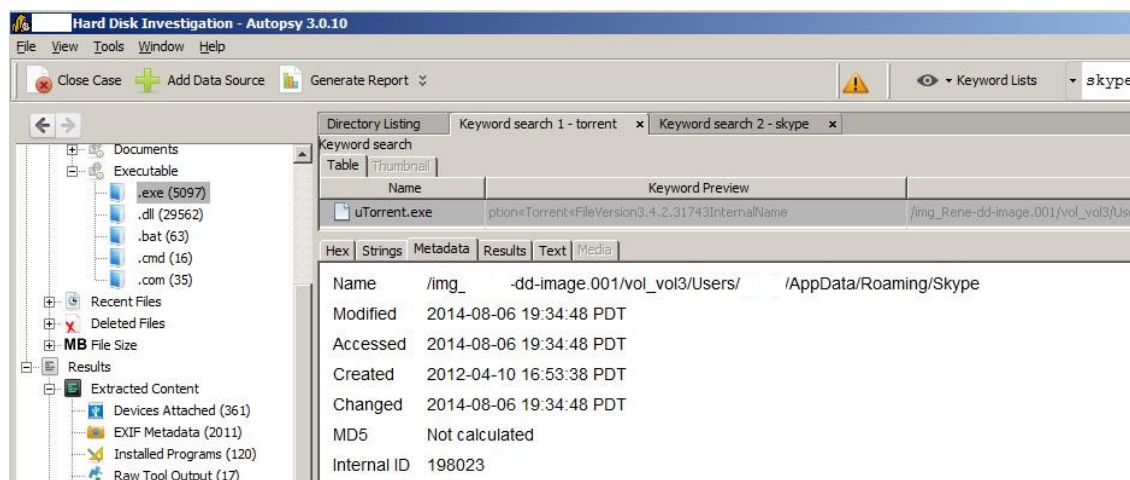 Hard Disk Investigation - Autopsy 3.0.10
File View Tools Window Help
Close Case Add Data Source Generate Report Keyword Lists skype
Documents
Executable
.exe (5097)
.dll (29562)
.bat (63)
.cmd (16)
.com (35)
Recent Files
Deleted Files
MB File Size
Results
Extracted Content
Devices Attached (361)
EXIF Metadata (2011)
Installed Programs (120)
Raw Tool Output (17)
Directory Listing Keyword search 1 - torrent x Keyword search 2 - skype x
Keyword search
Table Thumbnail
Name Keyword Preview
uTorrent.exe ption«Torrent«FileVersion3.4.2.31743InternalName /img_Rene-dd-image.001/vol_vol3/Use
Hex Strings Metadata Results Text Media
Name /img_ -dd-image.001/vol_vol3/Users/ /AppData/Roaming/Skype
Modified 2014-08-06 19:34:48 PDT
Accessed 2014-08-06 19:34:48 PDT
Created 2012-04-10 16:53:38 PDT
Changed 2014-08-06 19:34:48 PDT
MD5 Not calculated
Internal ID 198023